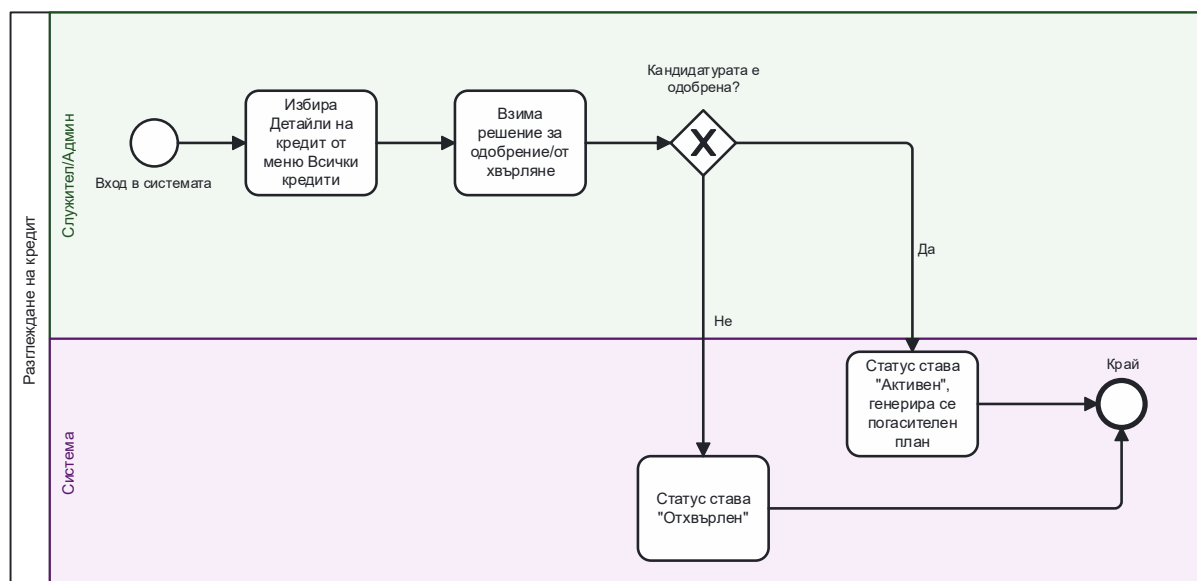 Разглеждане на кредит
Служител/Админ
Вход в системата
Избира
Детайли на
кредит от
меню Всички
кредити
Взима
решение за
одобрение/от
хвърляне
Кандидатурата е
одобрена?
Да
Не
Система
Статус става
"Активен",
генерира се
погасителен
план
Край
Статус става
"Отхвърлен"